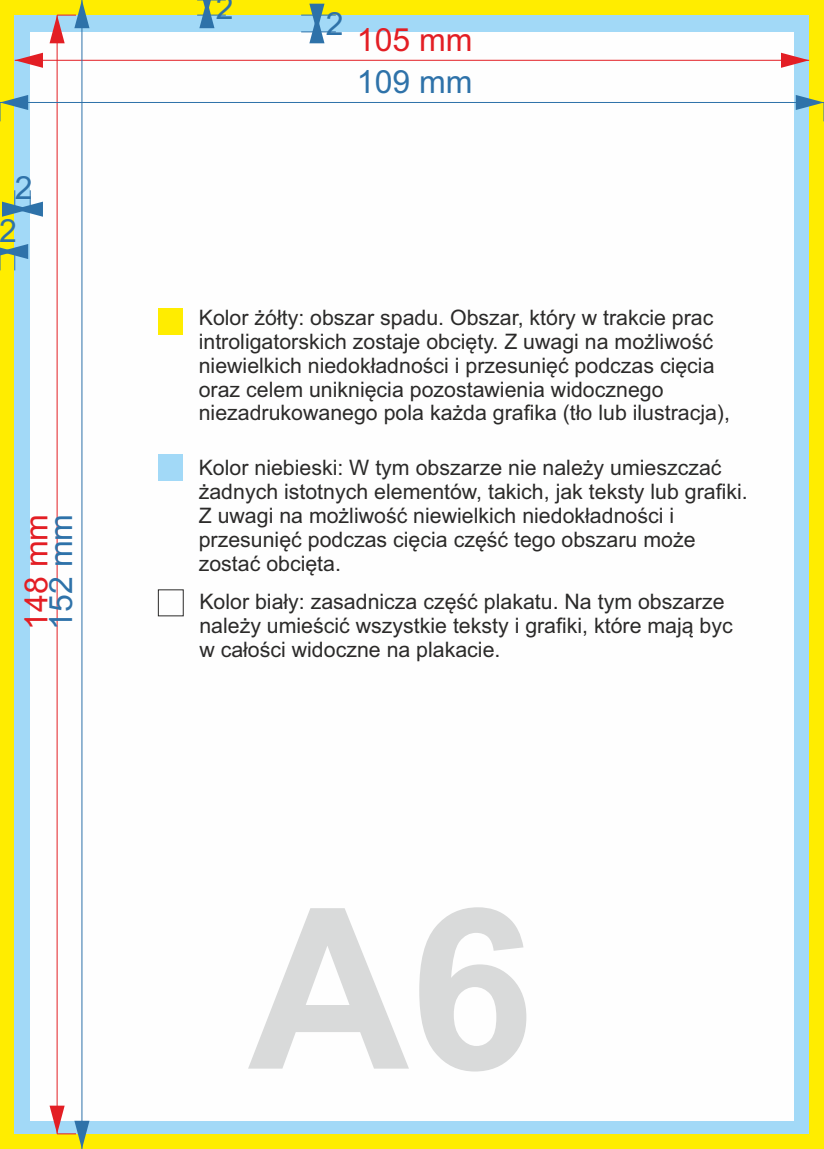 2
2
105 mm
109 mm
2
2
Kolor żółty: obszar spadu. Obszar, który w trakcie prac
introligatorskich zostaje obcięty. Z uwagi na możliwość
niewielkich niedokładności i przesunięć podczas cięcia
oraz celem uniknięcia pozostawienia widocznego
niezadrukowanego pola każda grafika (tło lub ilustracja),
Kolor niebieski: W tym obszarze nie należy umieszczać
żadnych istotnych elementów, takich, jak teksty lub grafiki.
Z uwagi na możliwość niewielkich niedokładności i
przesunięć podczas cięcia część tego obszaru może
zostać obcięta.
148 mm
152 mm
Kolor biały: zasadnicza część plakatu. Na tym obszarze
należy umieścić wszystkie teksty i grafiki, które mają byc
w całości widoczne na plakacie.
A6